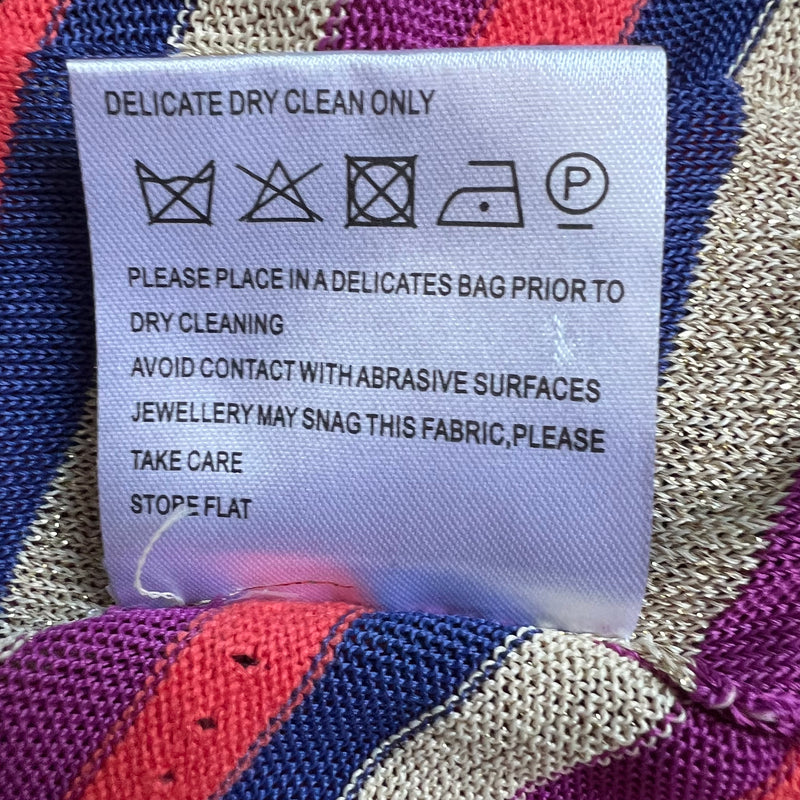 DELICATE DRY CLEAN ONLY
P
PLEASE PLACE IN A DELICATES BAG PRIOR TO
DRY CLEANING
AVOID CONTACT WITH ABRASIVE SURFACES
JEWELLERY MAY SNAG THIS FABRIC,PLEASE
TAKE CARE
STORE FLAT